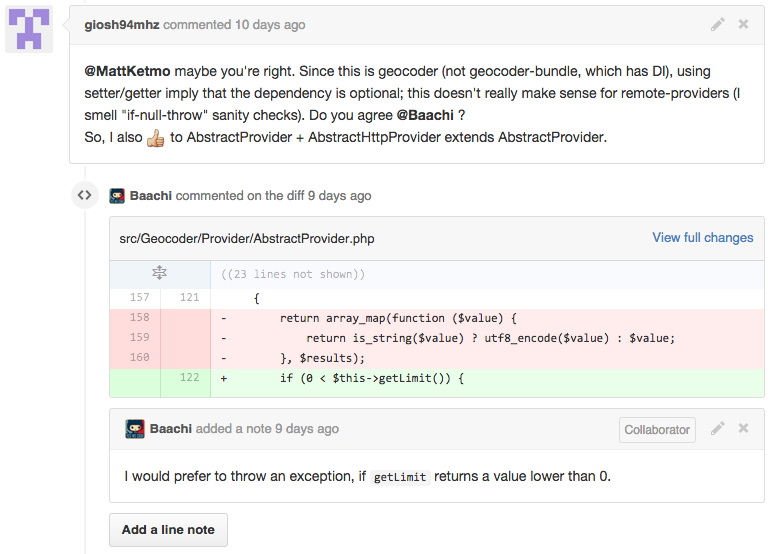 giosh94mhz commented 10 days ago
@MattKetmo maybe you're right. Since this is geocoder (not geocoder-bundle, which has DI), using
setter/getter imply that the dependency is optional; this doesn't really make sense for remote-providers (I
smell "if-null-throw" sanity checks). Do you agree @Baachi ?
So, I also 👍 to AbstractProvider + AbstractHttpProvider extends AbstractProvider.
<> Baachi commented on the diff 9 days ago
src/Geocoder/Provider/AbstractProvider.php View full changes
((23 lines not shown))
157 121 {
158 - return array_map(function ($value) {
159 - return is_string($value) ? utf8_encode($value) : $value;
160 - }, $results);
122 + if (0 < $this->getLimit()) {
Baachi added a note 9 days ago Collaborator
I would prefer to throw an exception, if getLimit returns a value lower than 0.
Add a line note